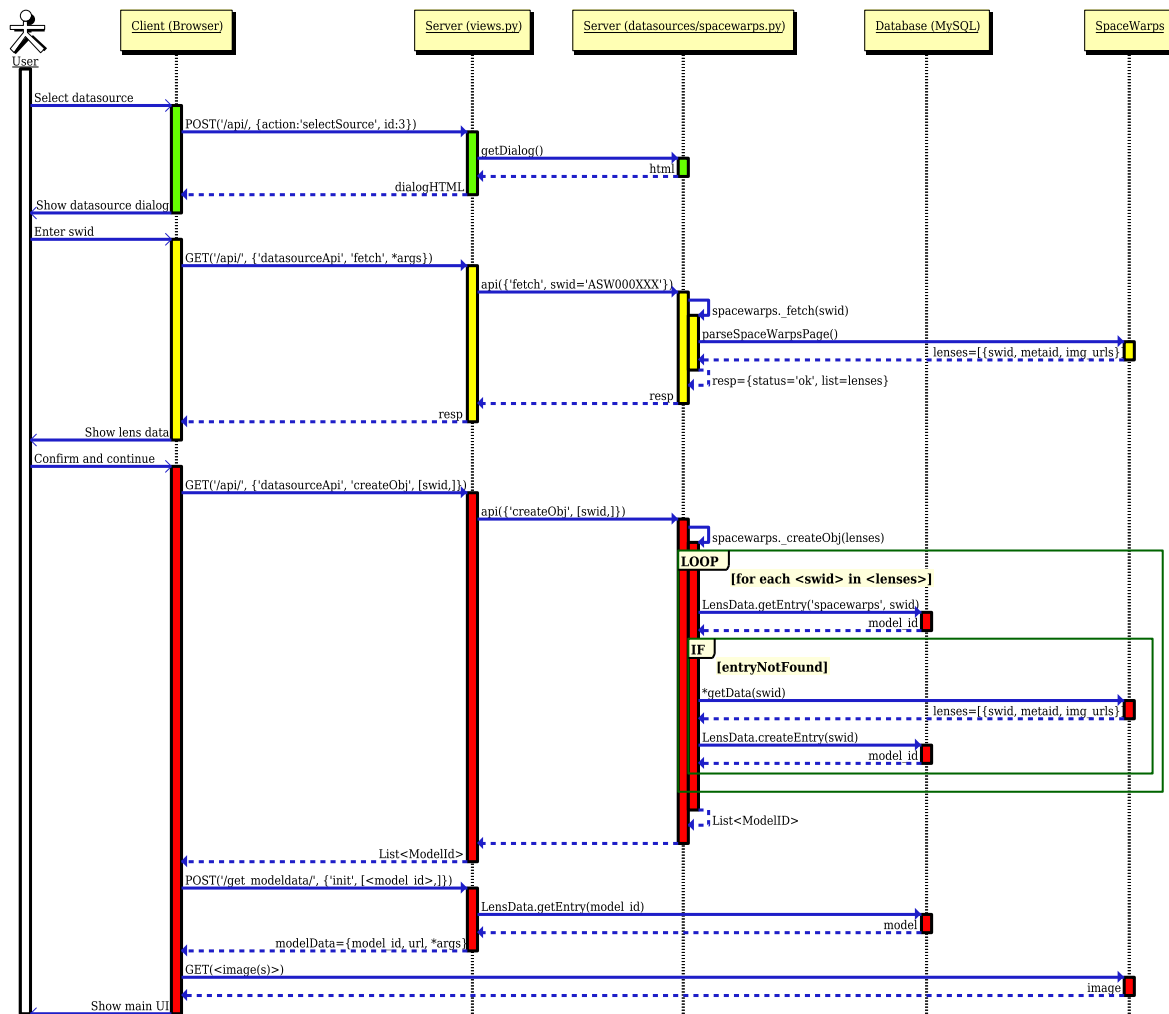 Client (Browser)
Server (views.py)
Server (datasources/spacewarps.py)
Database (MySQL)
SpaceWarps
User
Select datasource
POST('/api/, {action:'selectSource', id:3})
getDialog()
html
dialogHTML
Show datasource dialog
Enter swid
GET('/api/', {'datasourceApi', 'fetch', *args})
api({'fetch', swid='ASW000XXX'})
spacewarps._fetch(swid)
parseSpaceWarpsPage()
lenses=[{swid, metaid, img_urls}
resp={status='ok', list=lenses}
resp
resp
Show lens data
Confirm and continue
GET('/api/', {'datasourceApi', 'createObj', [swid,]})
api({'createObj', [swid,]})
spacewarps._createObj(lenses)
LOOP
[for each <swid> in <lenses>]
LensData.getEntry('spacewarps', swid)
model_id
IF
[entryNotFound]
*getData(swid)
lenses=[{swid, metaid, img_urls}
LensData.createEntry(swid)
model_id
List<ModelID>
List<ModelId>
POST('/get_modeldata/', {'init', [<model_id>,]})
LensData.getEntry(model_id)
model
modelData={model_id, url, *args}
GET(<image(s)>)
image
Show main UI